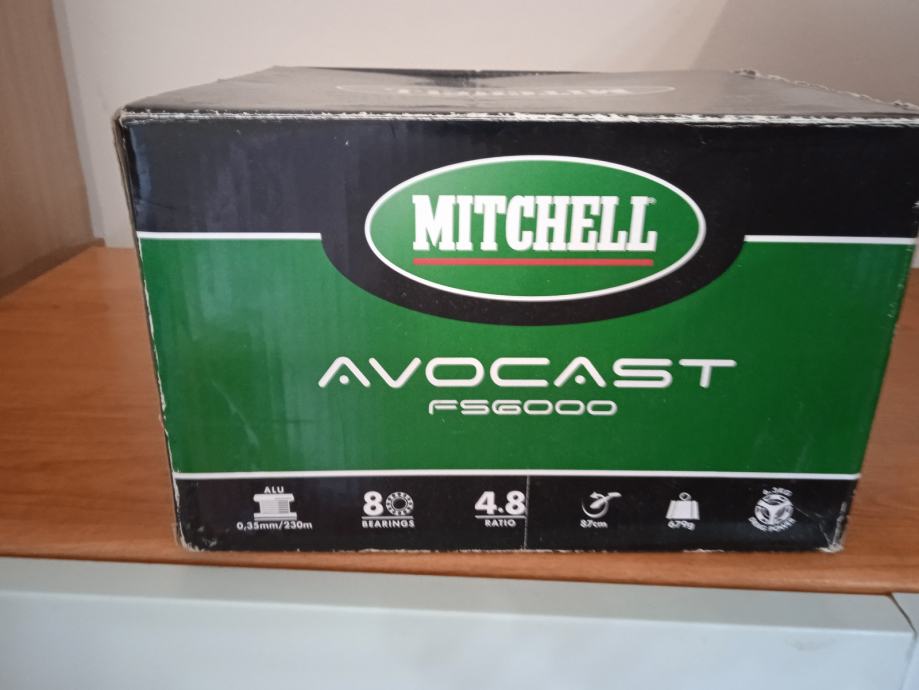 MITCHELL
AVOCAST
FS6000
ALU
0,35mm/230m
8
BEARINGS
4.8
RATIO
87cm
679g